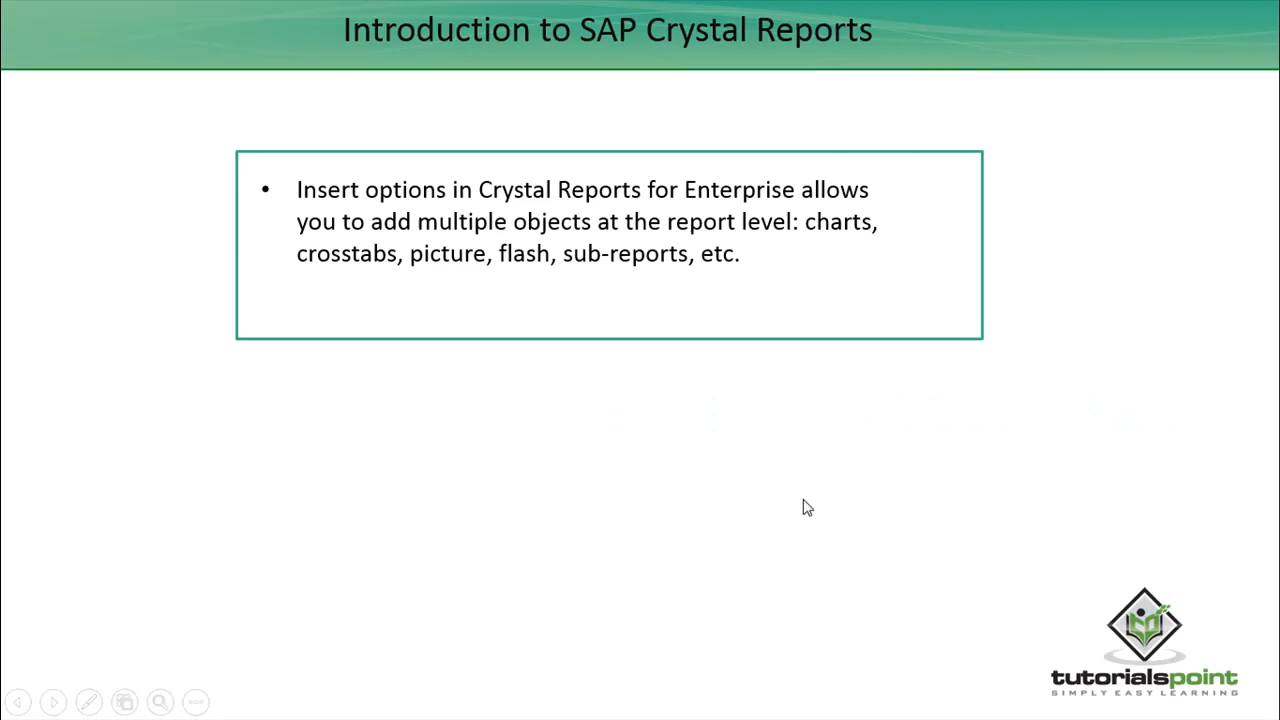 Introduction to SAP Crystal Reports
• Insert options in Crystal Reports for Enterprise allows
you to add multiple objects at the report level: charts,
crosstabs, picture, flash, sub-reports, etc.
tutorialspoint
SIMPLY EASY LEARNING